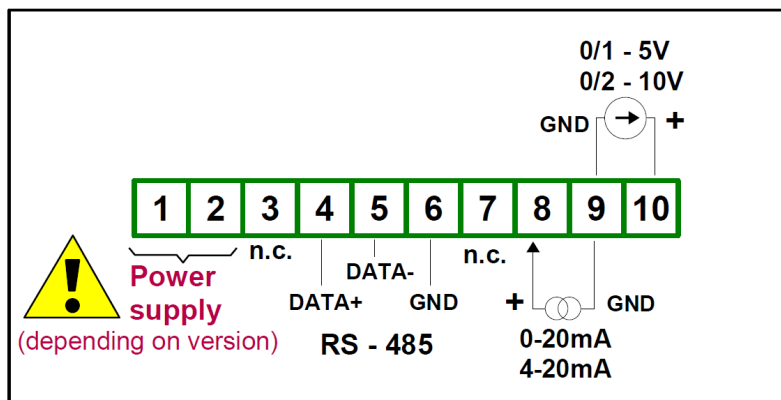 0/1 - 5V
0/2 - 10V
GND +
1 2 3 4 5 6 7 8 9 10
n.c. n.c.
Power
supply
(depending on version)
DATA-
DATA+ GND
RS - 485
+ GND
0-20mA
4-20mA
!